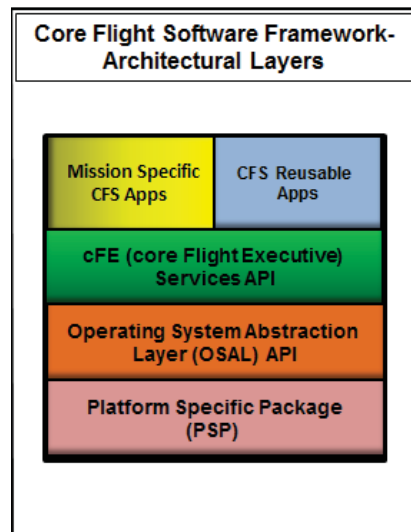 Core Flight Software Framework-
Architectural Layers
Mission Specific
CFS Apps
CFS Reusable
Apps
cFE (core Flight Executive)
Services API
Operating System Abstraction
Layer (OSAL) API
Platform Specific Package
(PSP)